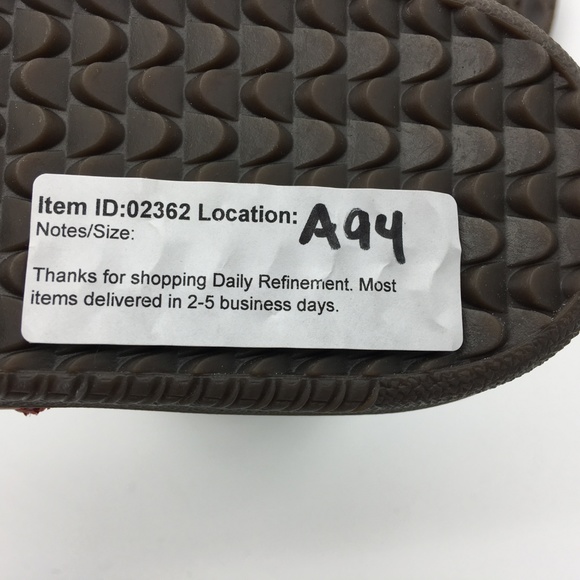 Item ID:02362 Location: A94
Notes/Size:
Thanks for shopping Daily Refinement. Most
items delivered in 2-5 business days.